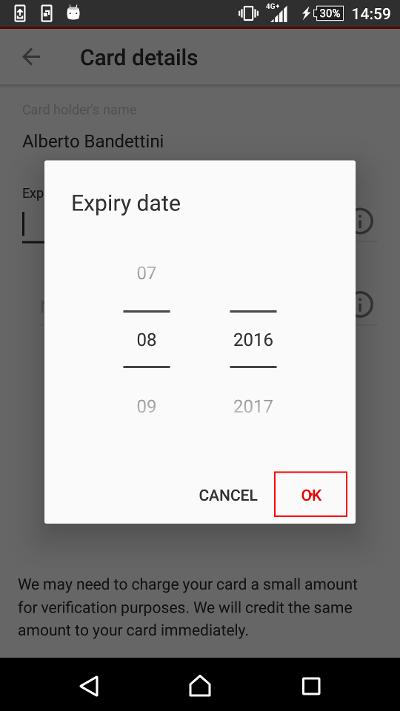 4G+
30%
14:59
Card details
Card holder's name
Alberto Bandettini
Exp
Expiry date
07
08
2016
09
2017
CANCEL
OK
We may need to charge your card a small amount
for verification purposes. We will credit the same
amount to your card immediately.